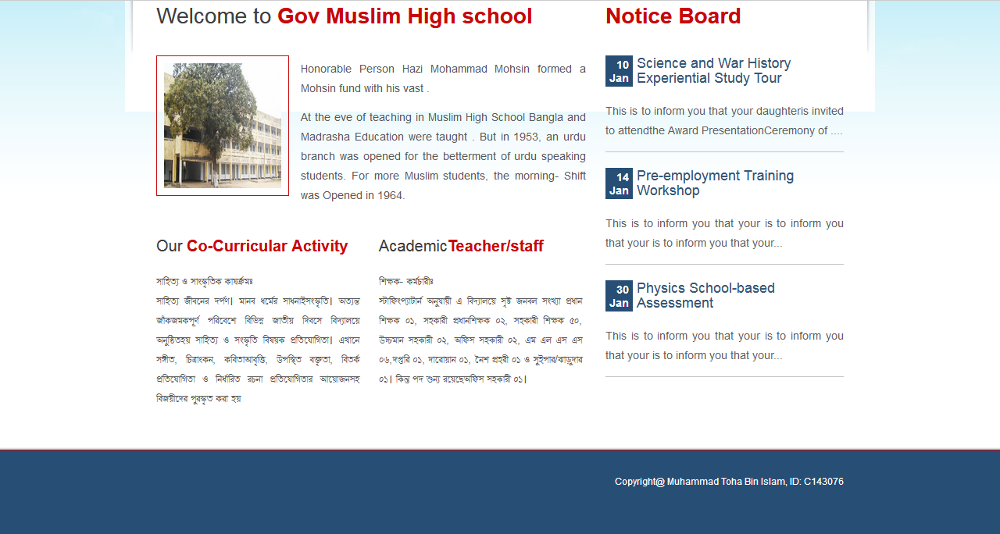 Welcome to Gov Muslim High school
Honorable Person Hazi Mohammad Mohsin formed a
Mohsin fund with his vast .
At the eve of teaching in Muslim High School Bangla and
Madrasha Education were taught . But in 1953, an urdu
branch was opened for the betterment of urdu speaking
students. For more Muslim students, the morning- Shift
was Opened in 1964.
Our Co-Curricular Activity
সাহিত্য ও সাংস্কৃতিক কাযর্ক্রমঃ
সাহিত্য জীবনের দর্পণ। মানব ধর্মের সাধনাইসংস্কৃতি। অত্যন্ত
জাঁকজমকপূর্ণ পরিবেশে বিভিন্ন জাতীয় দিবসে বিদ্যালয়ে
অনুষ্ঠিতহয় সাহিত্য ও সংস্কৃতি বিষয়ক প্রতিযোগিতা। এখানে
সঙ্গীত, চিত্রাংকন, কবিতাআবৃত্তি, উপস্থিত বক্তৃতা, বিতর্ক
প্রতিযোগিতা ও নির্ধারিত রচনা প্রতিযোগিতার আয়োজনসহ
বিজয়ীদের পুরস্কৃত করা হয়
AcademicTeacher/staff
শিক্ষক- কর্মচারীঃ
স্টাফিংপ্যাটার্ন অনুযায়ী এ বিদ্যালয়ে সৃষ্ট জনবল সংখ্যা প্রধান
শিক্ষক ০১, সহকারী প্রধানশিক্ষক ০২, সহকারী শিক্ষক ৫০,
উচ্চমান সহকারী ০২, অফিস সহকারী ০২, এম এল এস এস
০৬,দপ্তরি ০১, দারোয়ান ০১, নৈশ প্রহরী ০১ ও সুইপার/ঝাড়ুদার
০১। কিন্তু পদ শুন্য রয়েছেঅফিস সহকারী ০১।
Notice Board
10
Jan
Science and War History
Experiential Study Tour
This is to inform you that your daughteris invited
to attendthe Award PresentationCeremony of ....
14
Jan
Pre-employment Training
Workshop
This is to inform you that your is to inform you
that your is to inform you that your...
30
Jan
Physics School-based
Assessment
This is to inform you that your is to inform you
that your is to inform you that your...
Copyright@ Muhammad Toha Bin Islam, ID: C143076